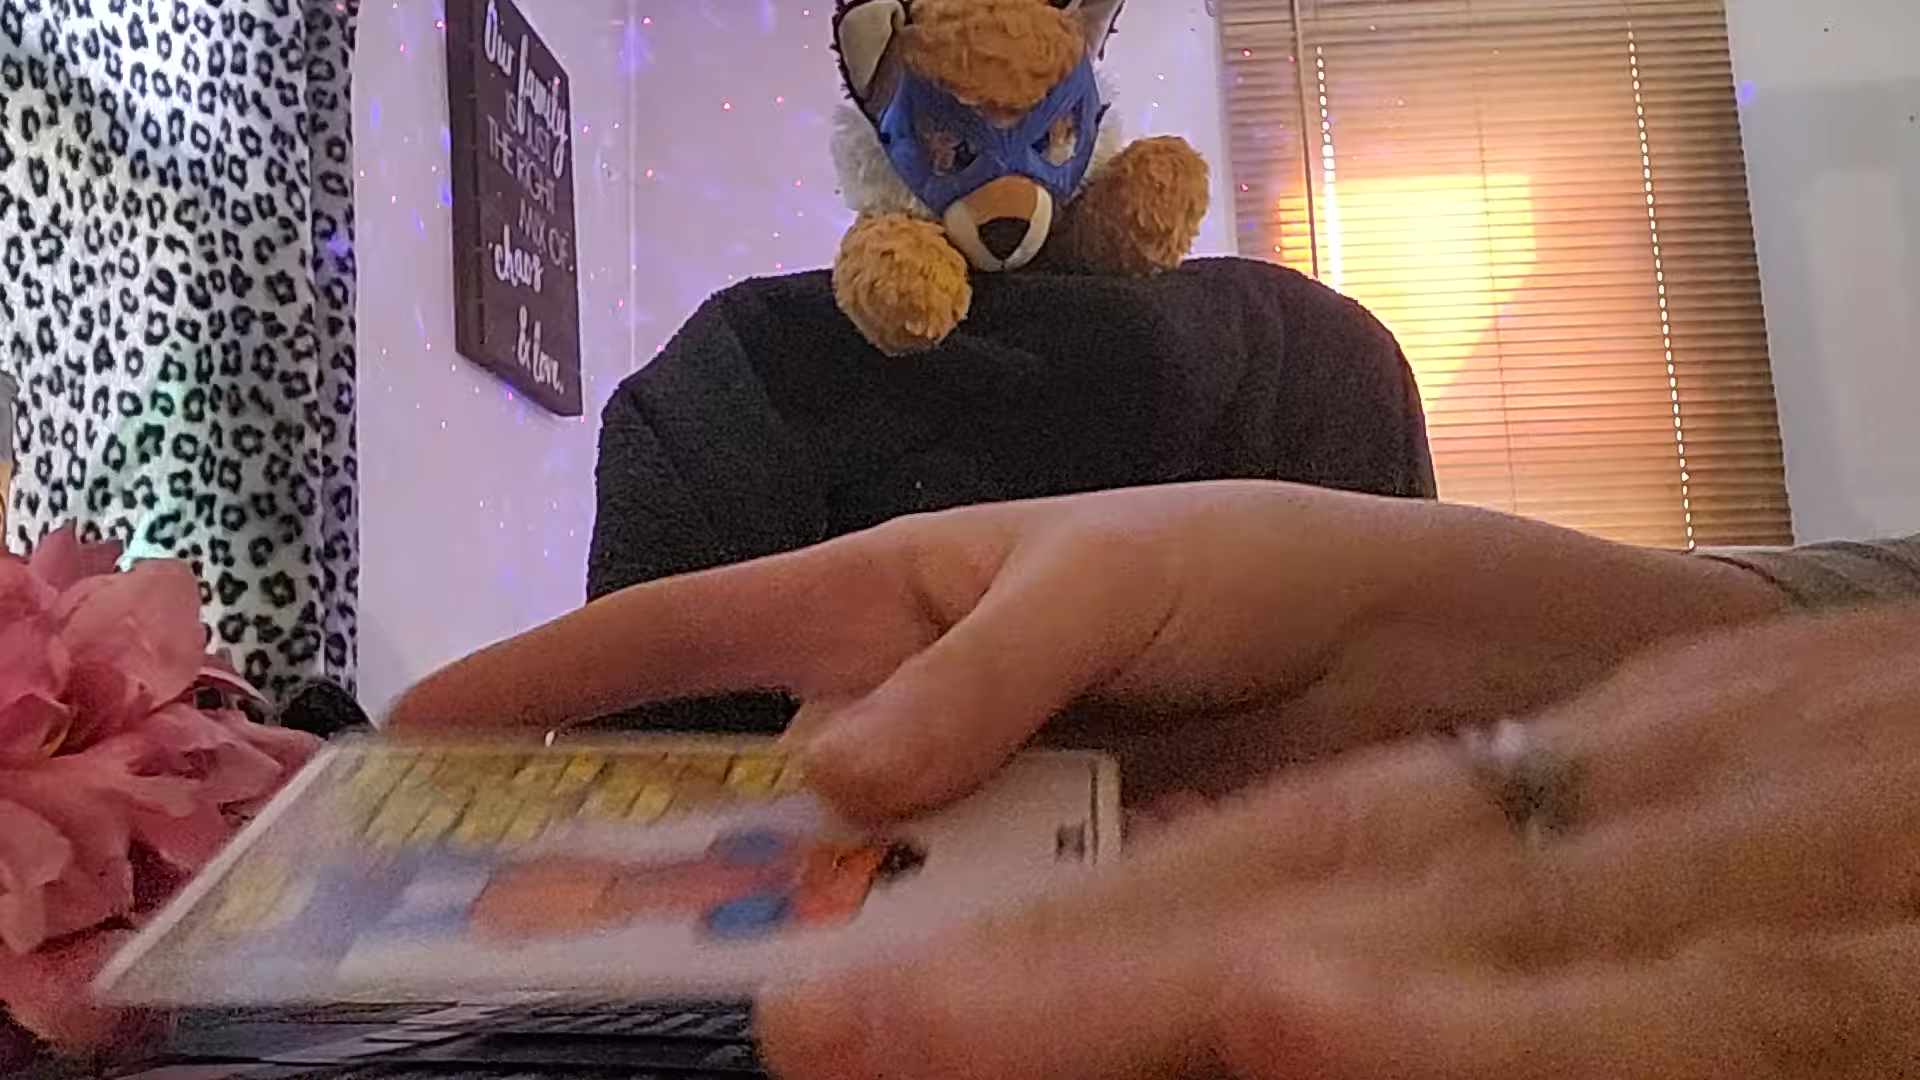 Our family
IS JUST
THE RIGHT
MIX OF
chaos
& love.